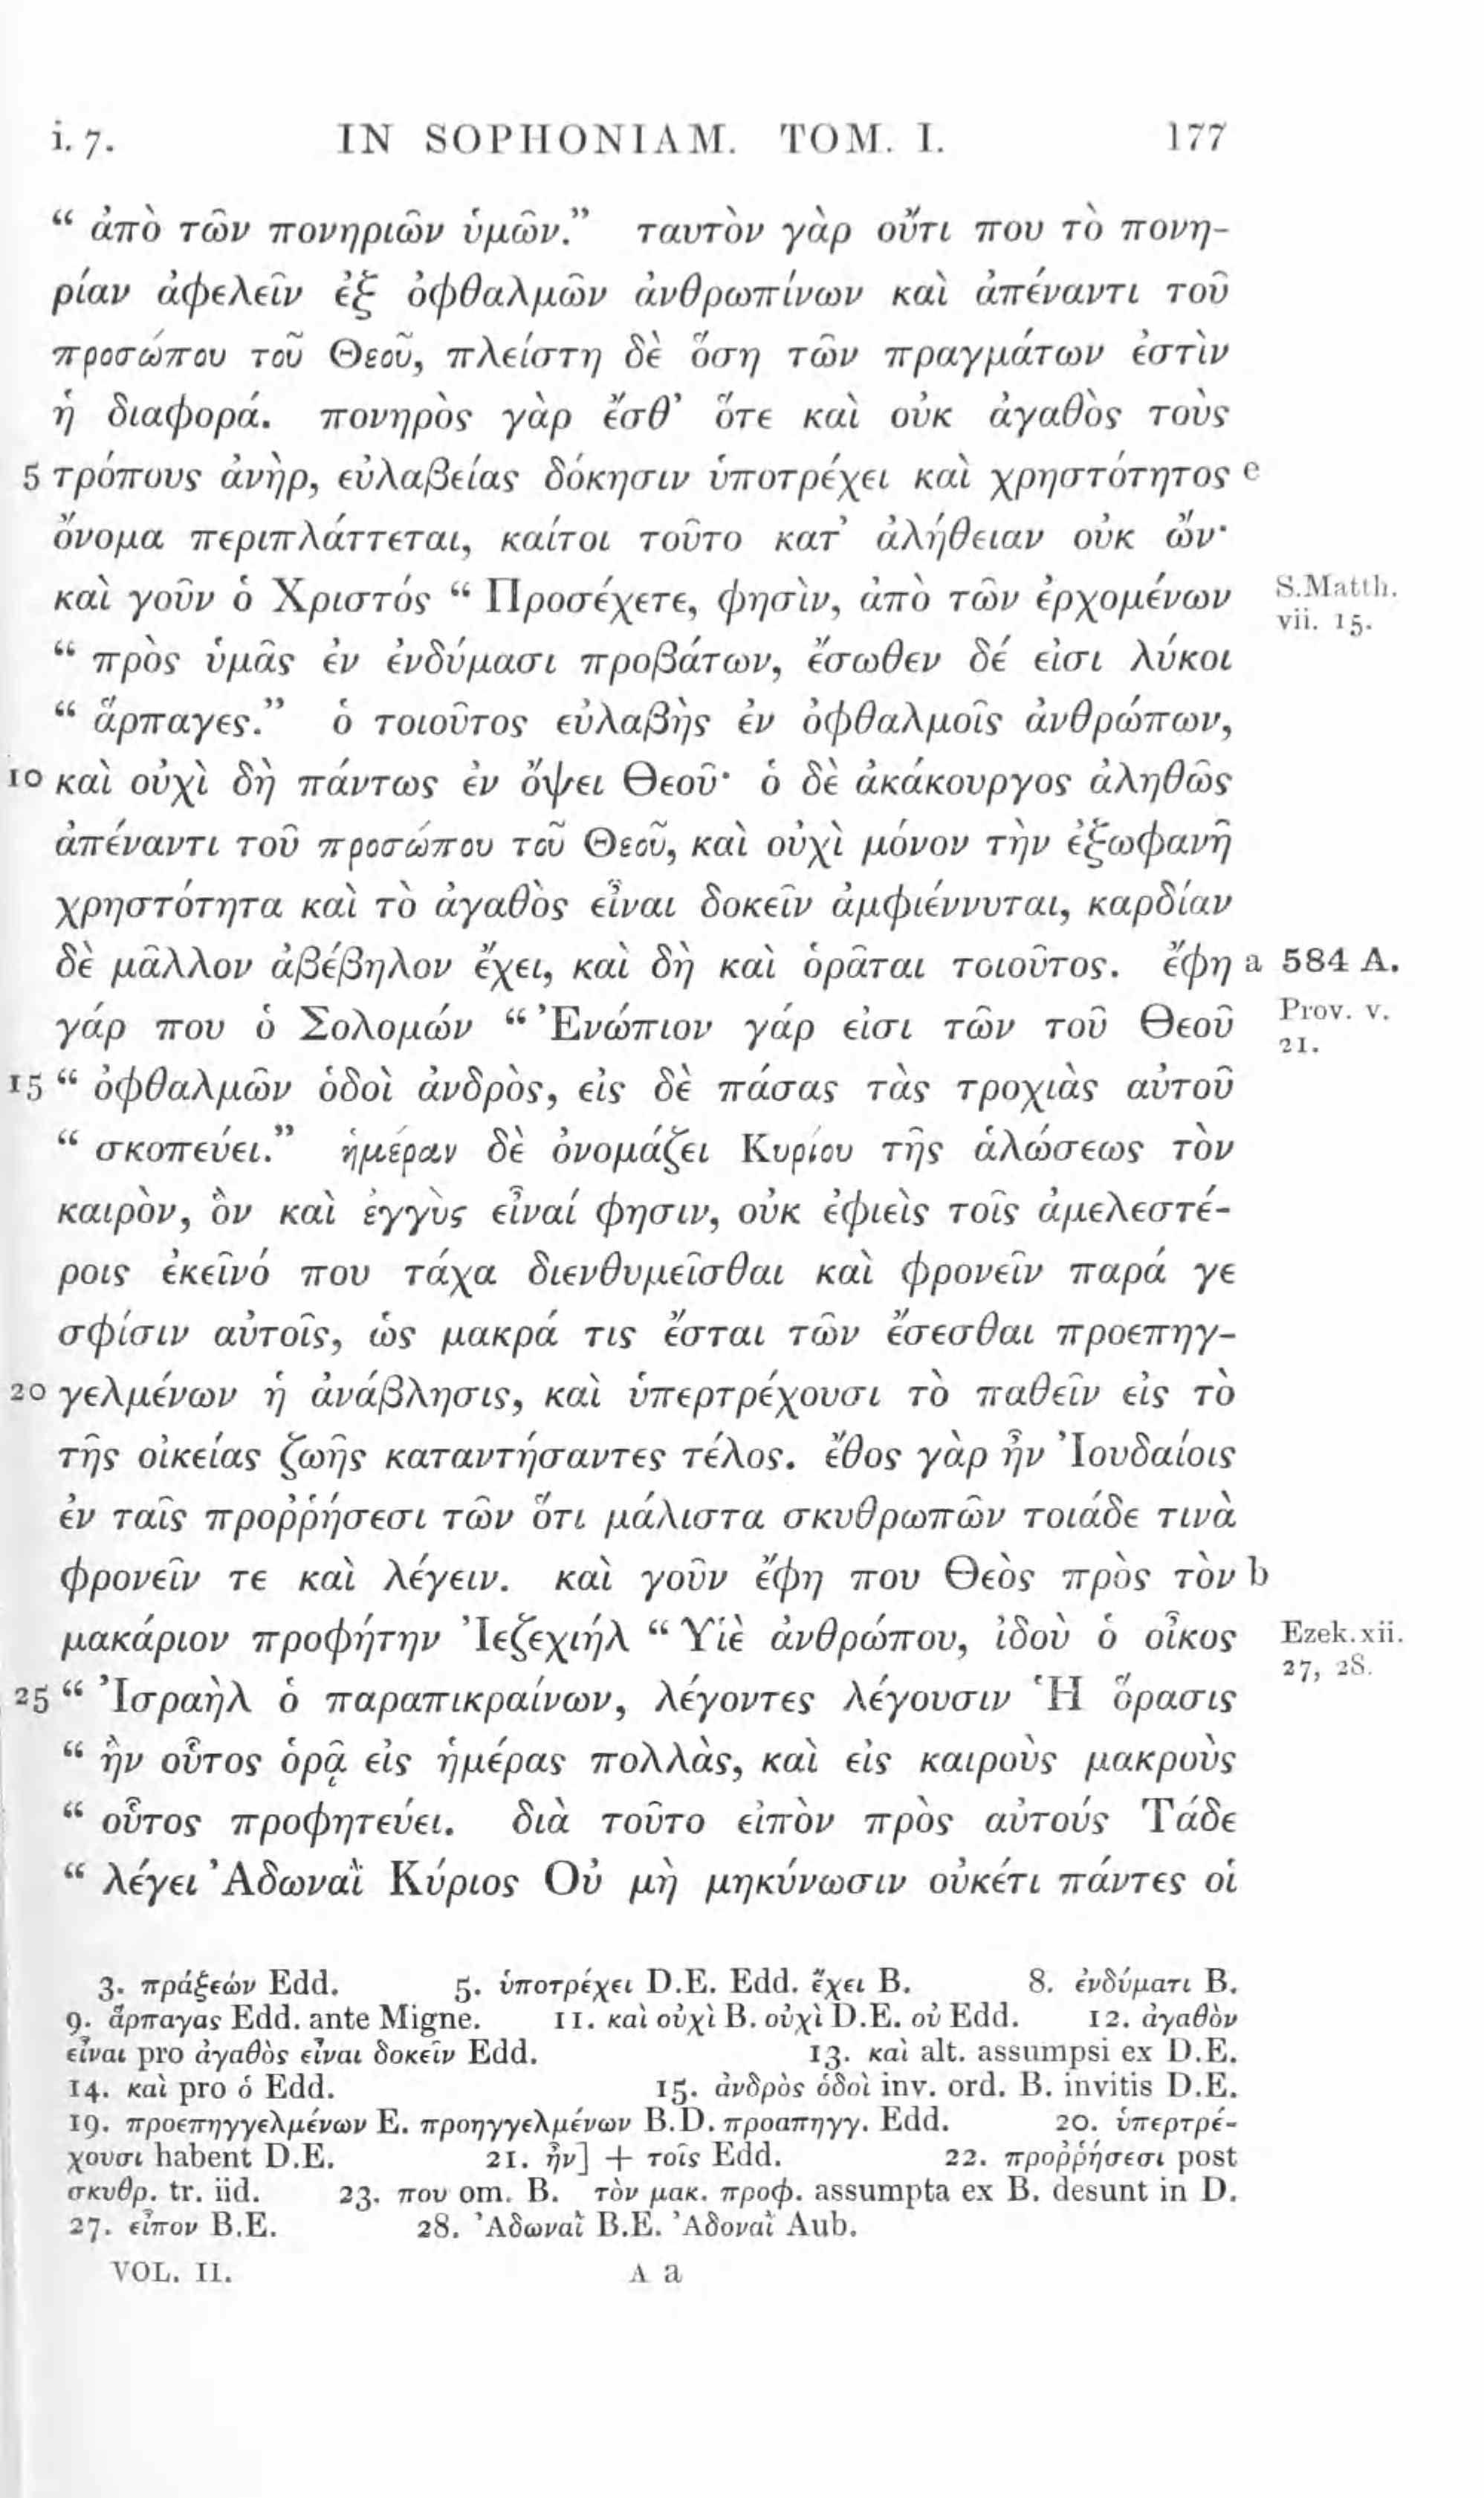 i. 7. IN SOPHONIAM. TOM. I. 177
“ ἀπὸ τῶν πονηριῶν ὑμῶν.” ταυτὸν γὰρ οὔτι που τὸ πονη-
ρίαν ἀφελεῖν ἐξ ὀφθαλμῶν ἀνθρωπίνων καὶ ἀπέναντι τοῦ
προσώπου τοῦ Θεοῦ, πλείστη δὲ ὅση τῶν πραγμάτων ἐστὶν
ἡ διαφορά. πονηρὸς γὰρ ἔσθ’ ὅτε καὶ οὐκ ἀγαθὸς τοὺς
5 τρόπους ἀνὴρ, εὐλαβείας δόκησιν ὑποτρέχει καὶ χρηστότητος e
ὄνομα περιπλάττεται, καίτοι τοῦτο κατ’ ἀλήθειαν οὐκ ὤν·
καὶ γοῦν ὁ Χριστός “ Προσέχετε, φησὶν, ἀπὸ τῶν ἐρχομένων S.Matth.
vii. 15.
“ πρὸς ὑμᾶς ἐν ἐνδύμασι προβάτων, ἔσωθεν δέ εἰσι λύκοι
“ ἅρπαγες.” ὁ τοιοῦτος εὐλαβὴς ἐν ὀφθαλμοῖς ἀνθρώπων,
10 καὶ οὐχὶ δὴ πάντως ἐν ὄψει Θεοῦ· ὁ δὲ ἀκάκουργος ἀληθῶς
ἀπέναντι τοῦ προσώπου τοῦ Θεοῦ, καὶ οὐχὶ μόνον τὴν ἐξωφανῆ
χρηστότητα καὶ τὸ ἀγαθὸς εἶναι δοκεῖν ἀμφιέννυται, καρδίαν
δὲ μᾶλλον ἀβέβηλον ἔχει, καὶ δὴ καὶ ὁρᾶται τοιοῦτος. ἔφη a 584 A.
γάρ που ὁ Σολομών “ Ἐνώπιον γάρ εἰσι τῶν τοῦ Θεοῦ Prov. v.
21.
15 “ ὀφθαλμῶν ὁδοὶ ἀνδρὸς, εἰς δὲ πάσας τὰς τροχιὰς αὐτοῦ
“ σκοπεύει.” ἡμέραν δὲ ὀνομάζει Κυρίου τῆς ἁλώσεως τὸν
καιρὸν, ὃν καὶ ἐγγὺς εἶναί φησιν, οὐκ ἐφιεὶς τοῖς ἀμελεστέ-
ροις ἐκεῖνό που τάχα διενθυμεῖσθαι καὶ φρονεῖν παρά γε
σφίσιν αὐτοῖς, ὡς μακρά τις ἔσται τῶν ἔσεσθαι προεπηγ-
20 γελμένων ἡ ἀνάβλησις, καὶ ὑπερτρέχουσι τὸ παθεῖν εἰς τὸ
τῆς οἰκείας ζωῆς καταντήσαντες τέλος. ἔθος γὰρ ἦν Ἰουδαίοις
ἐν ταῖς προῤῥήσεσι τῶν ὅτι μάλιστα σκυθρωπῶν τοιάδε τινὰ
φρονεῖν τε καὶ λέγειν. καὶ γοῦν ἔφη που Θεὸς πρὸς τὸν b
μακάριον προφήτην Ἰεζεχιήλ “ Υἱὲ ἀνθρώπου, ἰδοὺ ὁ οἶκος Ezek. xii.
27, 28.
25 “ Ἰσραὴλ ὁ παραπικραίνων, λέγοντες λέγουσιν Ἡ ὅρασις
“ ἣν οὗτος ὁρᾷ εἰς ἡμέρας πολλὰς, καὶ εἰς καιροὺς μακροὺς
“ οὗτος προφητεύει. διὰ τοῦτο εἰπὸν πρὸς αὐτούς Τάδε
“ λέγει Ἀδωναῒ Κύριος Οὐ μὴ μηκύνωσιν οὐκέτι πάντες οἱ
3. πράξεών Edd. 5. ὑποτρέχει D.E. Edd. ἔχει B. 8. ἐνδύματι B.
9. ἅρπαγας Edd. ante Migne. 11. καὶ οὐχὶ B. οὐχὶ D.E. οὐ Edd. 12. ἀγαθὸν
εἶναι pro ἀγαθὸς εἶναι δοκεῖν Edd. 13. καὶ alt. assumpsi ex D.E.
14. καὶ pro ὁ Edd. 15. ἀνδρὸς ὁδοὶ inv. ord. B. invitis D.E.
19. προεπηγγελμένων E. προηγγελμένων B.D. προαπηγγ. Edd. 20. ὑπερτρέ-
χουσι habent D.E. 21. ἦν] + τοῖς Edd. 22. προῤῥήσεσι post
σκυθρ. tr. iid. 23. που om. B. τὸν μακ. προφ. assumpta ex B. desunt in D.
27. εἶπον B.E. 28. Ἀδωναῒ B.E. Ἀδοναῒ Aub.
VOL. II. A a